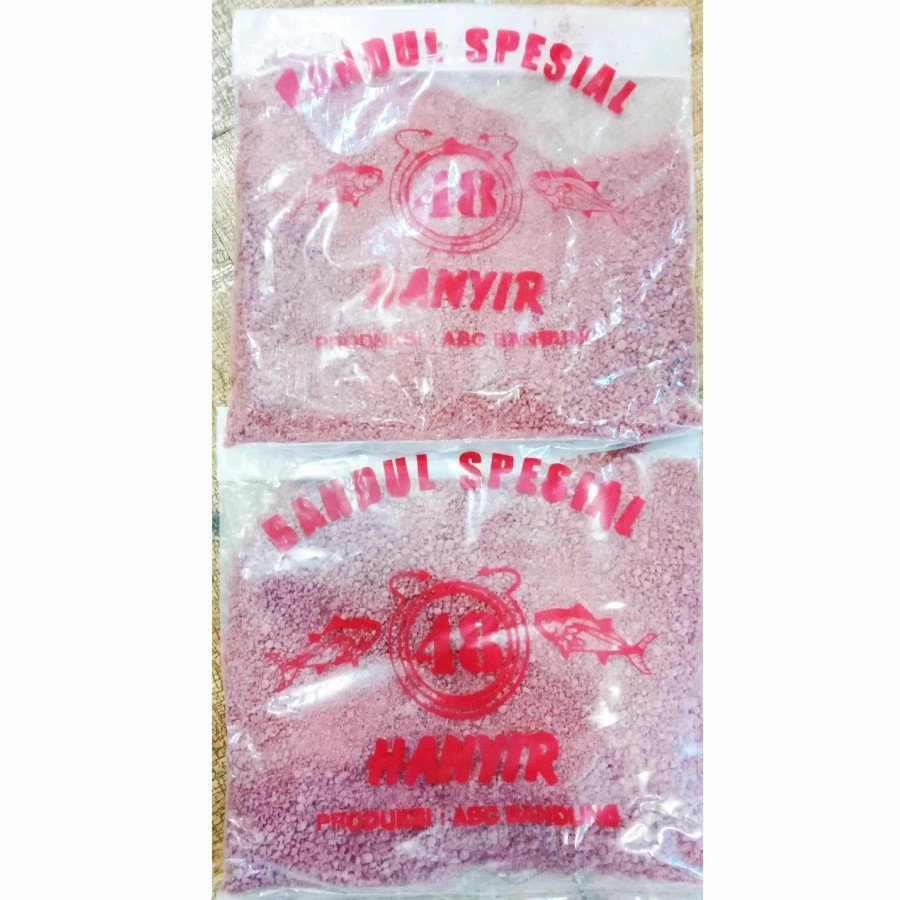 BANDUL SPESIAL
48
HANYIR
PRODUKSI : ABC BANDUNG
BANDUL SPESIAL
48
HANYIR
PRODUKSI : ABC BANDUNG